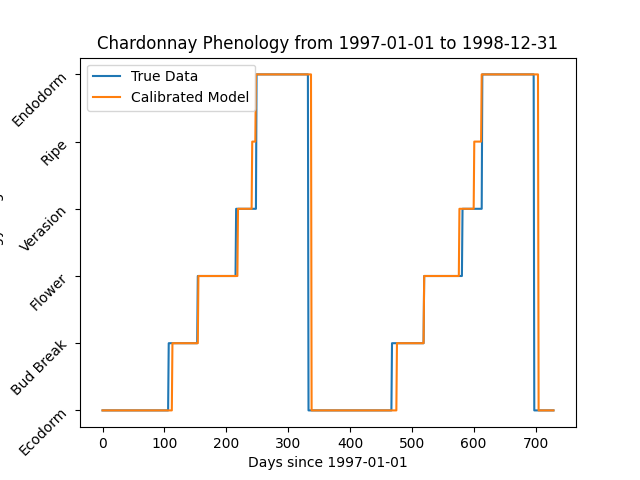 Chardonnay Phenology from 1997-01-01 to 1998-12-31
True Data
Calibrated Model
Endodorm
Ripe
Verasion
Flower
Bud Break
Ecodorm
0 100 200 300 400 500 600 700
Days since 1997-01-01